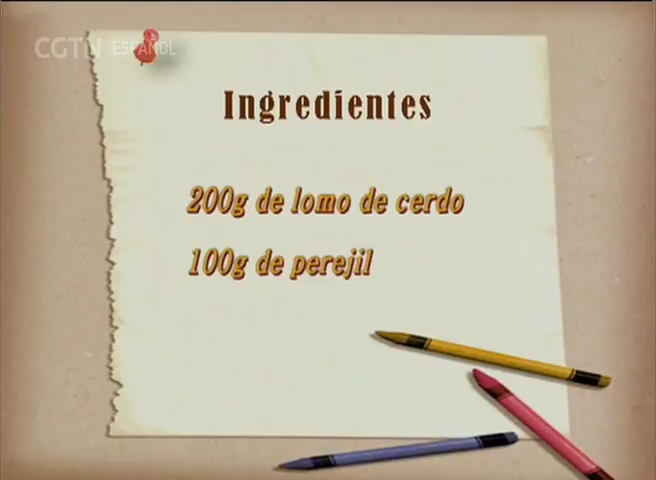 CGTN ESPAÑOL
Ingredientes
200g de lomo de cerdo
100g de perejil